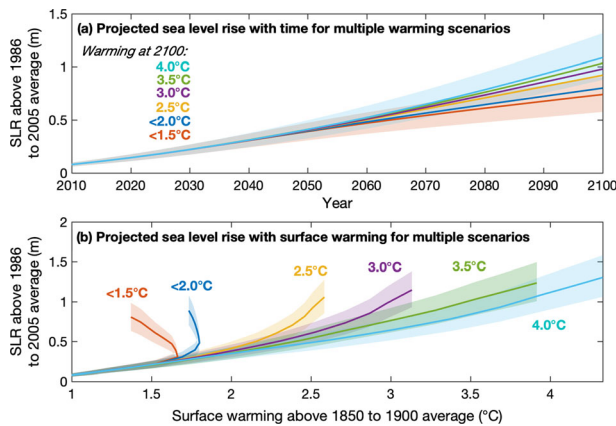 (a) Projected sea level rise with time for multiple warming scenarios
Warming at 2100:
4.0°C
3.5°C
3.0°C
2.5°C
<2.0°C
<1.5°C
SLR above 1986
to 2005 average (m)
1.5
1
0.5
0
2010 2020 2030 2040 2050 2060 2070 2080 2090 2100
Year
(b) Projected sea level rise with surface warming for multiple scenarios
<1.5°C
<2.0°C
2.5°C
3.0°C
3.5°C
4.0°C
SLR above 1986
to 2005 average (m)
2
1.5
1
0.5
0
1 1.5 2 2.5 3 3.5 4
Surface warming above 1850 to 1900 average (°C)